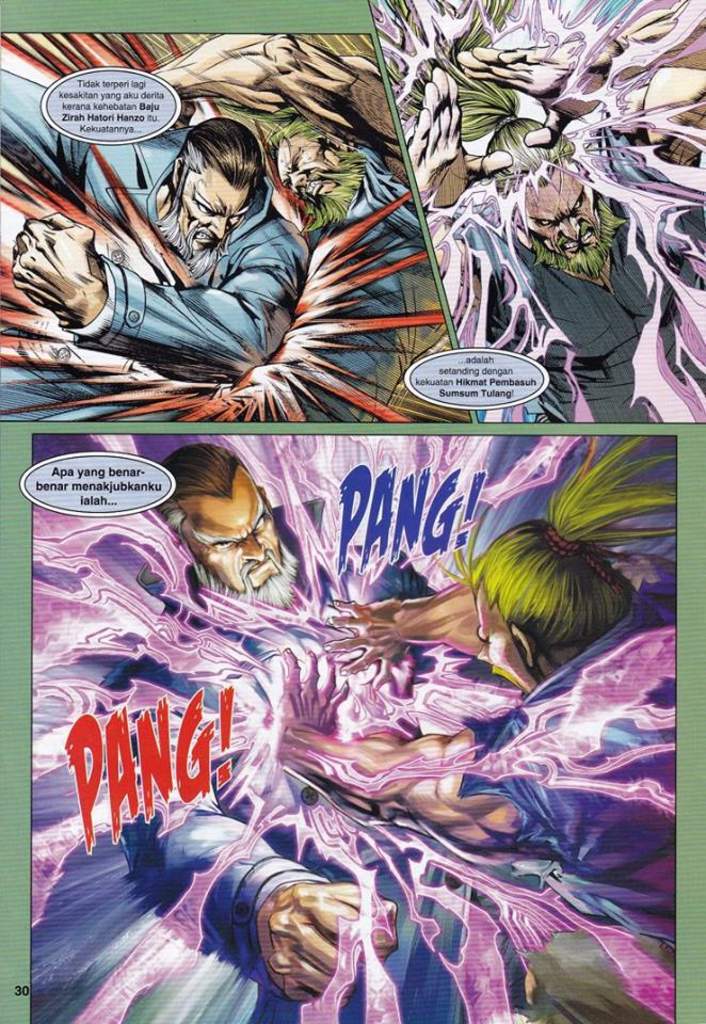 Tidak terperi lagi
kesakitan yang aku derita
kerana kehebatan Baju
Zirah Hatori Hanzo itu.
Kekuatannya...
...adalah
setanding dengan
kekuatan Hikmat Pembasuh
Sumsum Tulang!
Apa yang benar-
benar menakjubkanku
ialah...
PANG!
PANG!
30